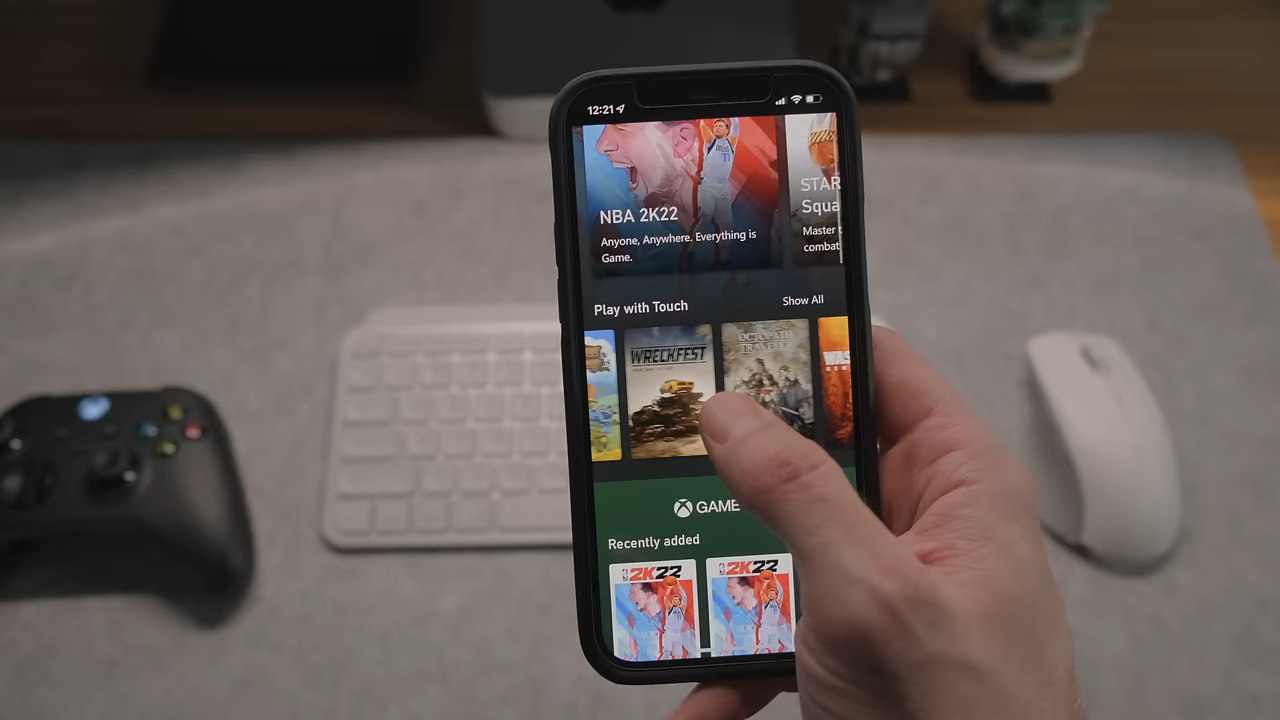 12:21
NBA 2K22
Anyone, Anywhere. Everything is
Game.
STAR
Squa
Master t
combat
Play with Touch
Show All
WRECKFEST
OCTOPATH
TRAVELER
WAS
GAME
Recently added
2K22
2K22